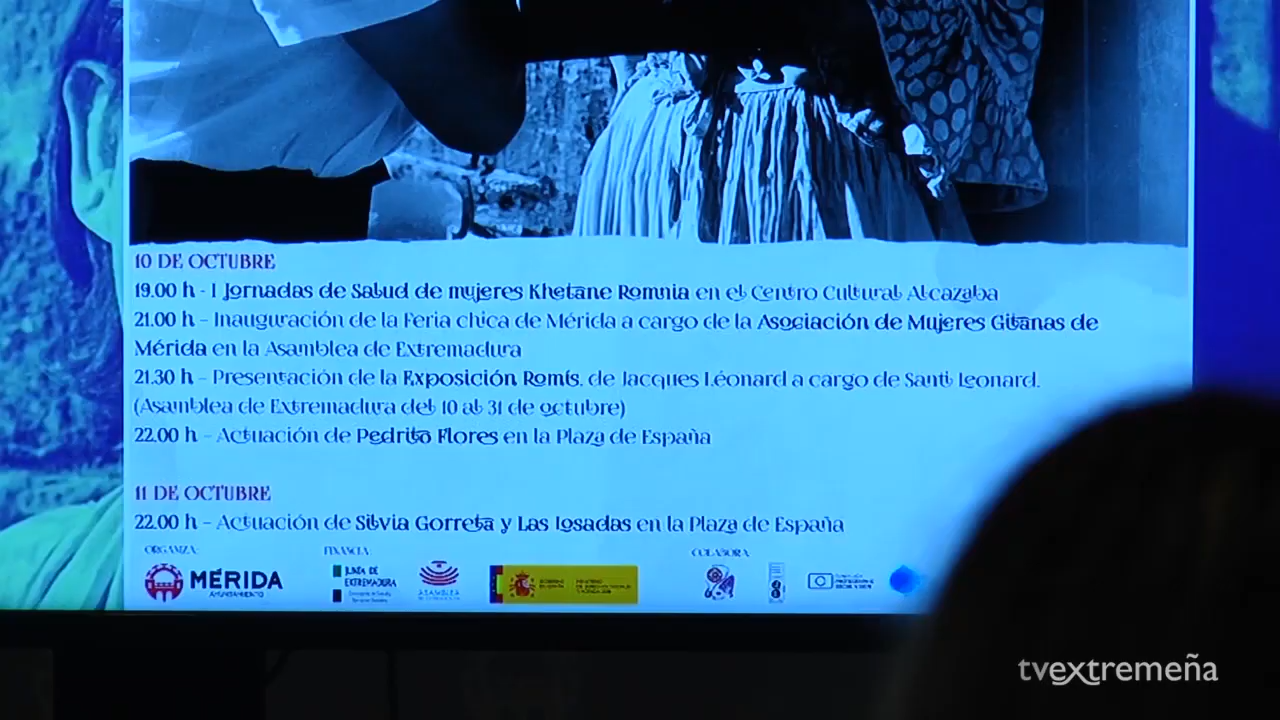 10 DE OCTUBRE
19.00 h - I Jornadas de Salud de mujeres Khetane Romnia en el Centro Cultural Alcazaba
21.00 h – Inauguración de la Feria chica de Mérida a cargo de la Asociación de Mujeres Gitanas de
Mérida en la Asamblea de Extremadura
21.30 h – Presentación de la Exposición Romís, de Jacques Léonard a cargo de Santi Leonard.
(Asamblea de Extremadura del 10 al 31 de octubre)
22.00 h – Actuación de Pedrito Flores en la Plaza de España
11 DE OCTUBRE
22.00 h – Actuación de Silvia Gorreta y Las Losadas en la Plaza de España
ORGANIZA:
FINANCIA:
COLABORA:
MÉRIDA
AYUNTAMIENTO
JUNTA DE
EXTREMADURA
ASAMBLEA
GOBIERNO
DE ESPAÑA
tvextremeña